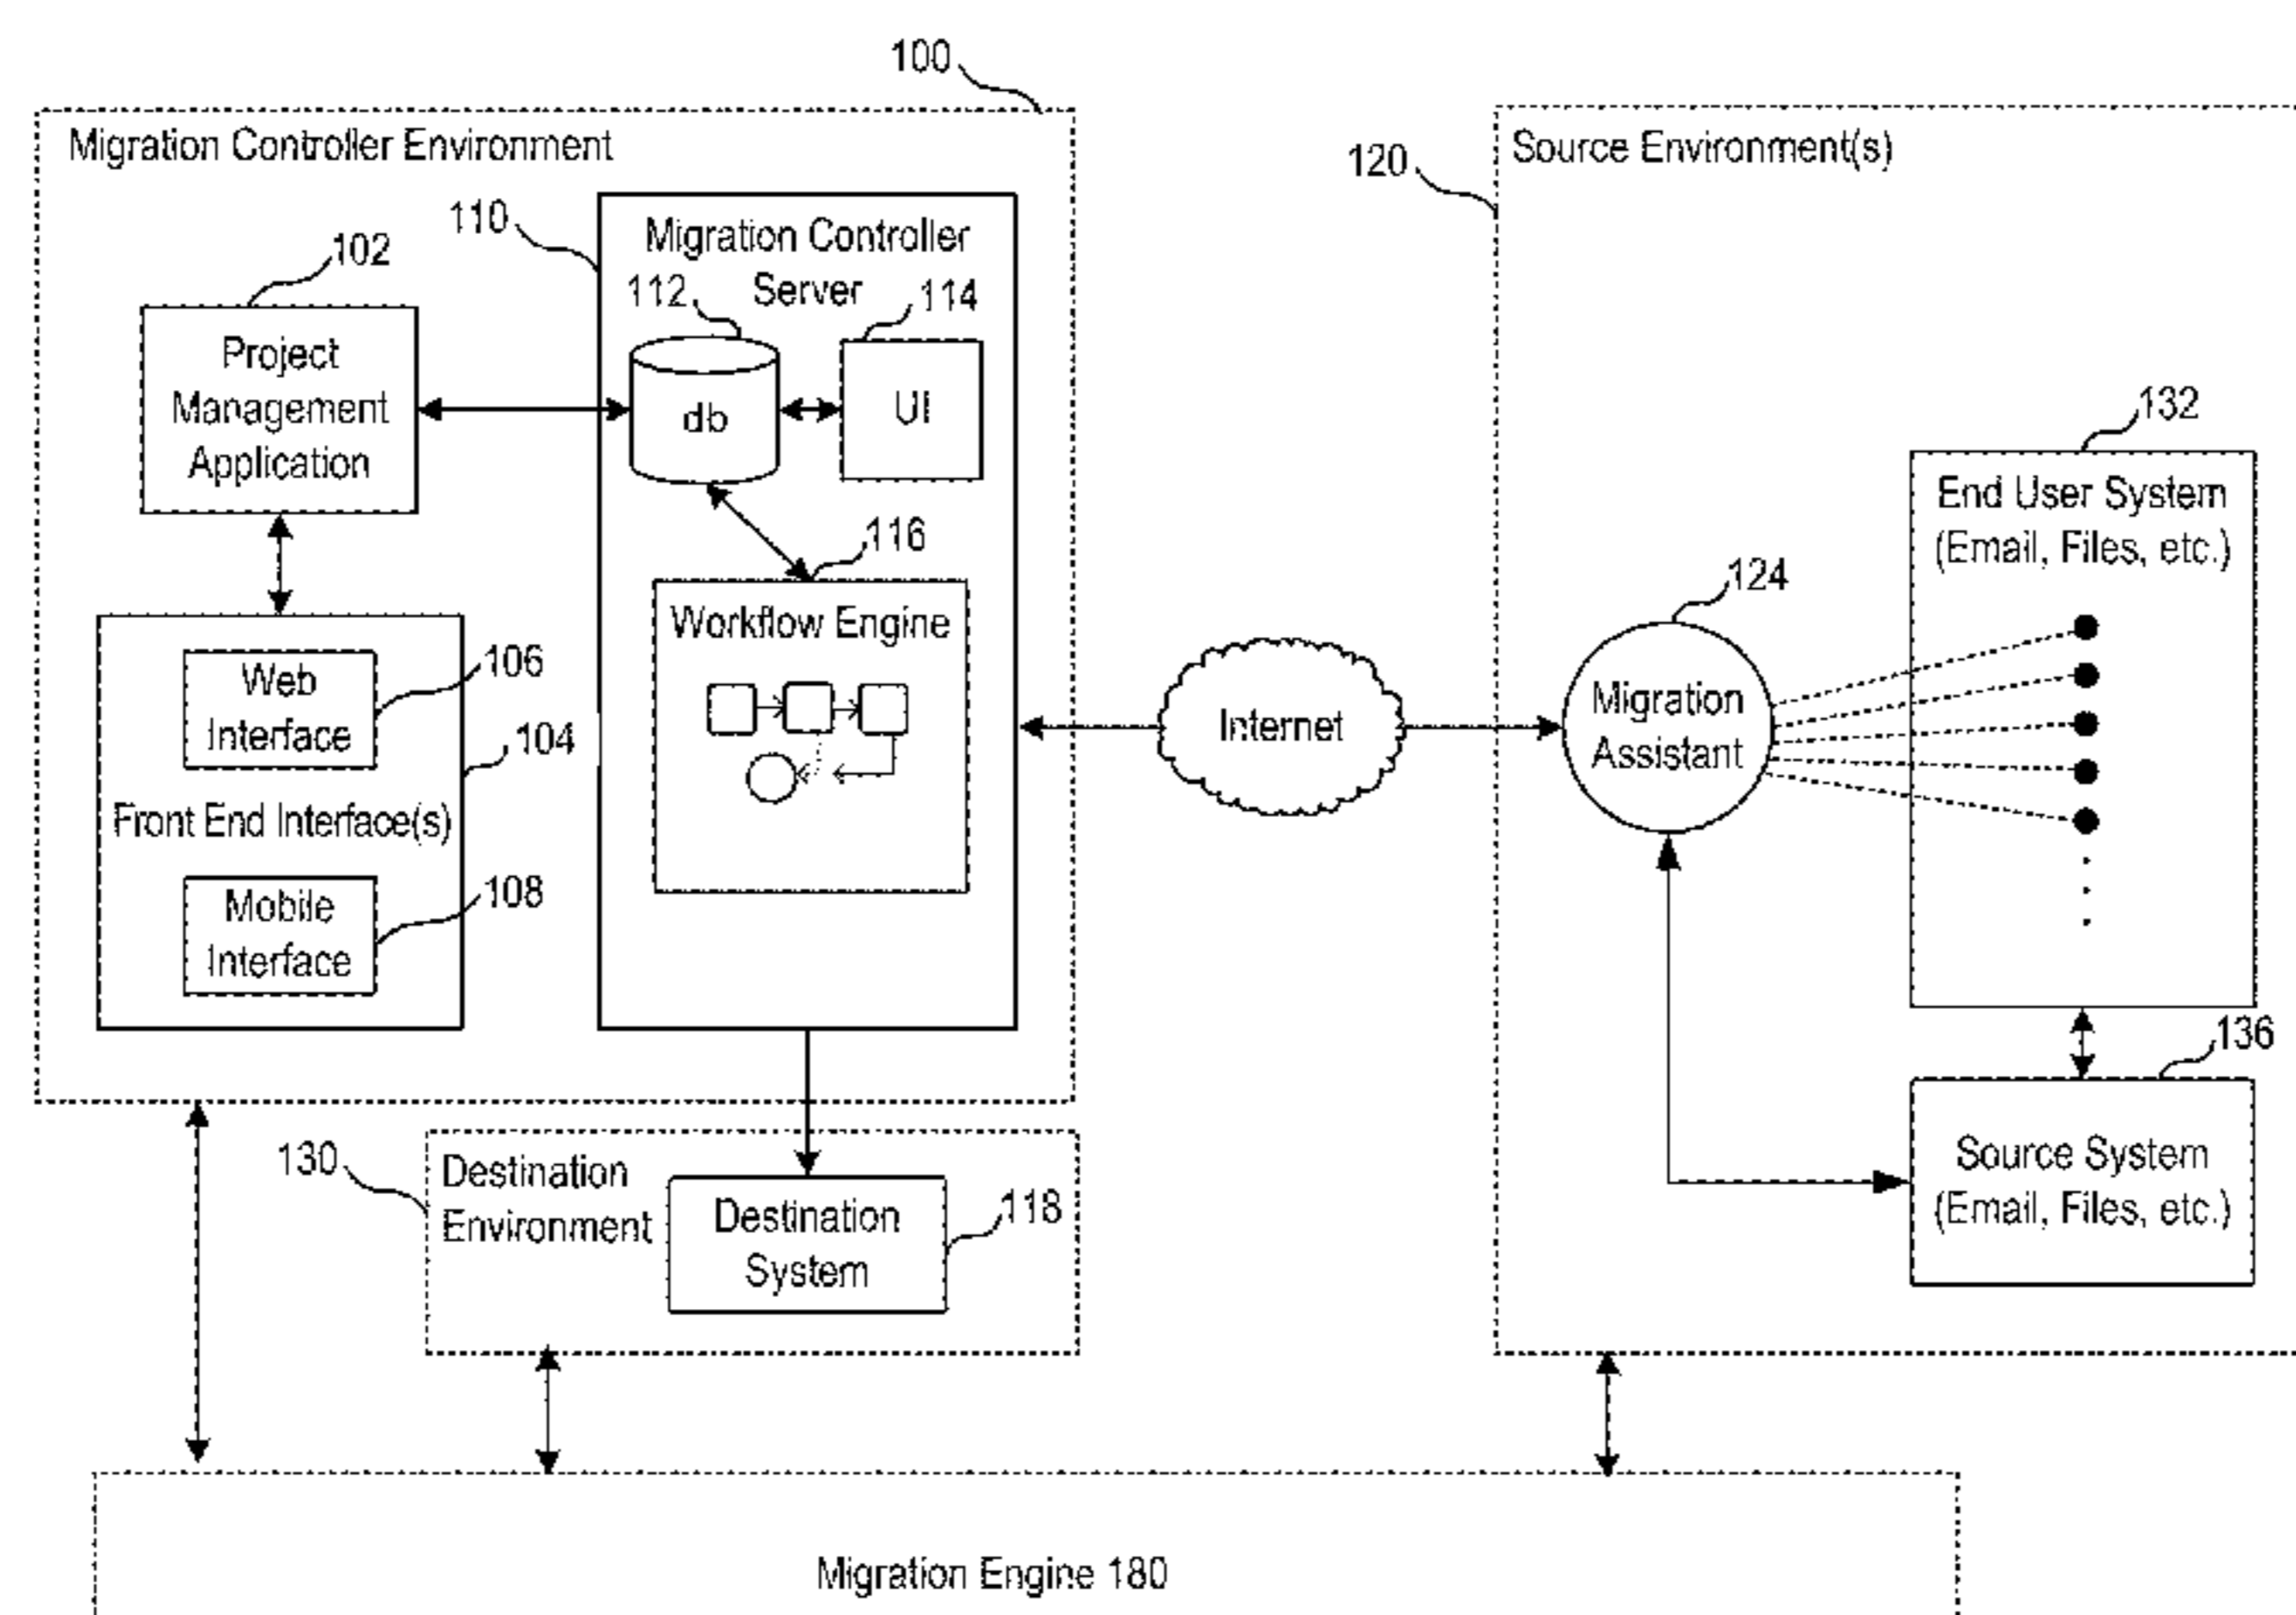 100
Migration Controller Environment
120
Source Environment(s)
110
Migration Controller
Server
102
112
114
Project
Management
Application
db
UI
132
End User System
(Email, Files, etc.)
116
Workflow Engine
124
Web
Interface
106
104
Internet
Migration
Assistant
Front End Interface(s)
Mobile
Interface
108
136
130
Destination
Environment
Destination
System
118
Source System
(Email, Files, etc.)
Migration Engine 180